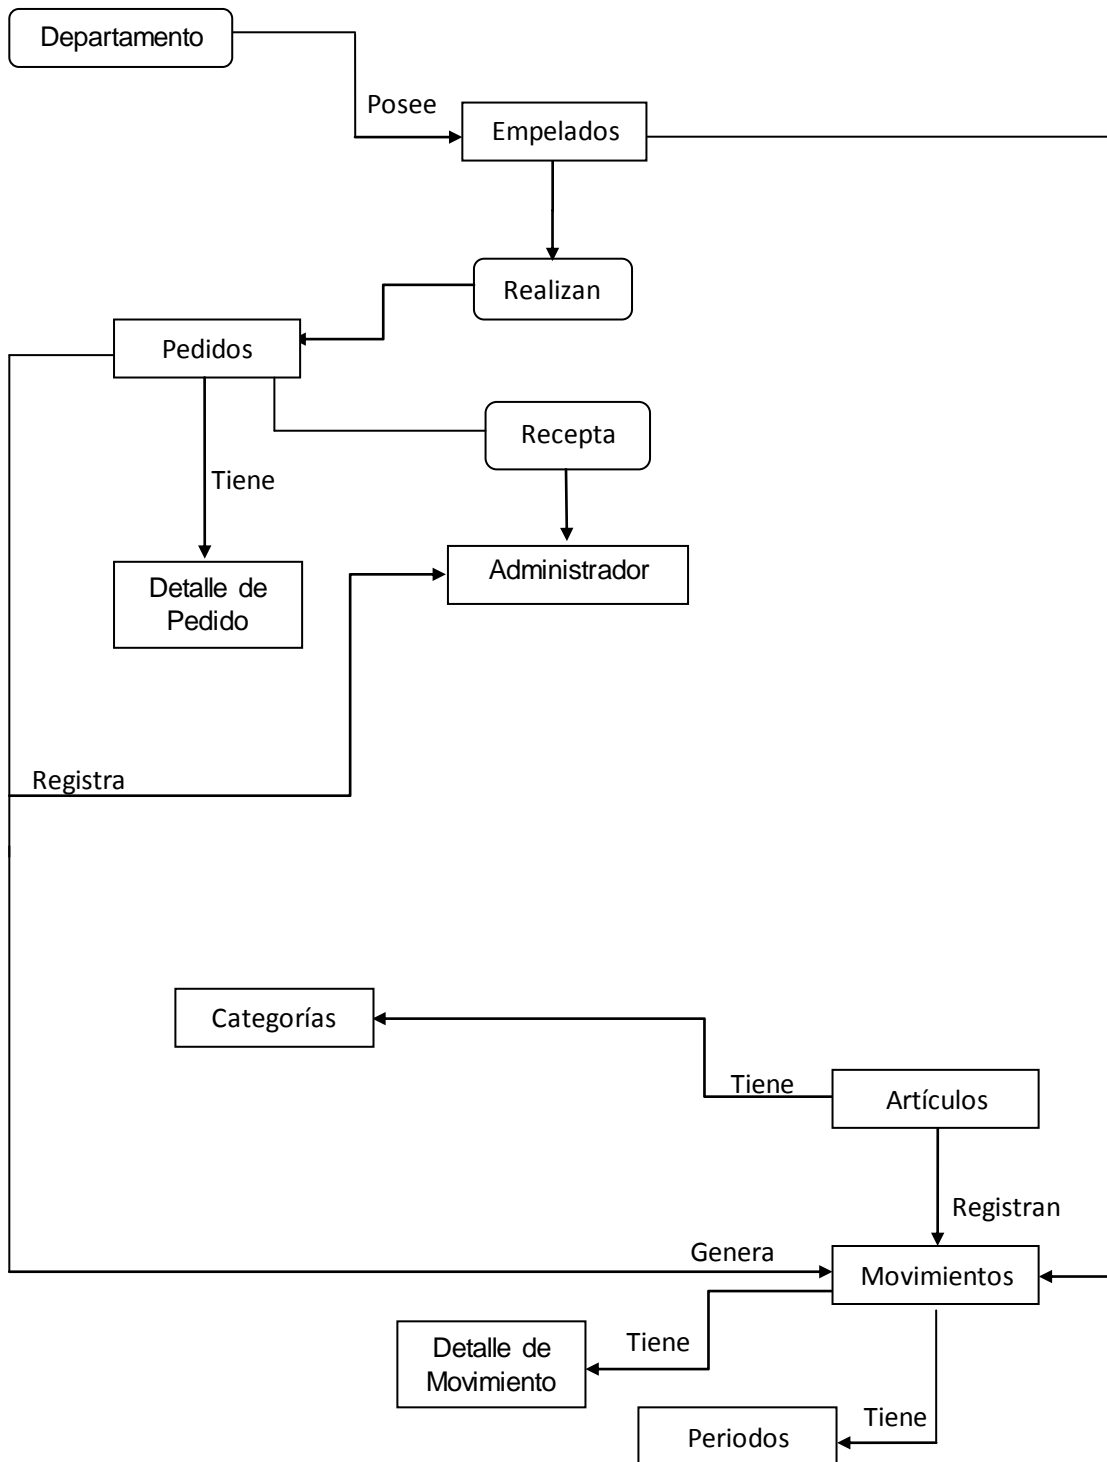 Departamento
Posee
Empelados
Realizan
Pedidos
Recepta
Tiene
Administrador
Detalle de
Pedido
Registra
Categorías
Tiene
Artículos
Registran
Genera
Movimientos
Detalle de
Movimiento
Tiene
Tiene
Periodos